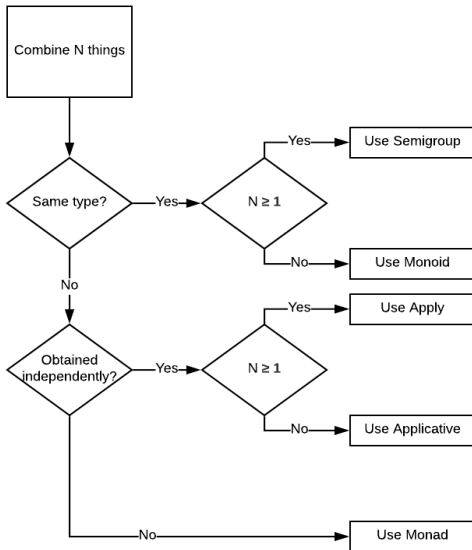 Combine N things
Same type?
Yes
N ≥ 1
Yes
Use Semigroup
No
Use Monoid
No
Obtained
independently?
Yes
N ≥ 1
Yes
Use Apply
No
Use Applicative
No
Use Monad